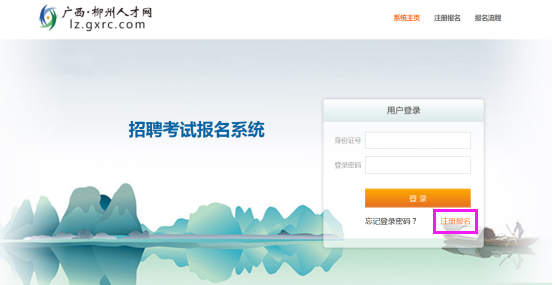 广西·柳州人才网
lz.gxrc.com
系统主页 注册报名 报名流程
招聘考试报名系统
用户登录
身份证号
登录密码
登 录
忘记登录密码？ 注册报名